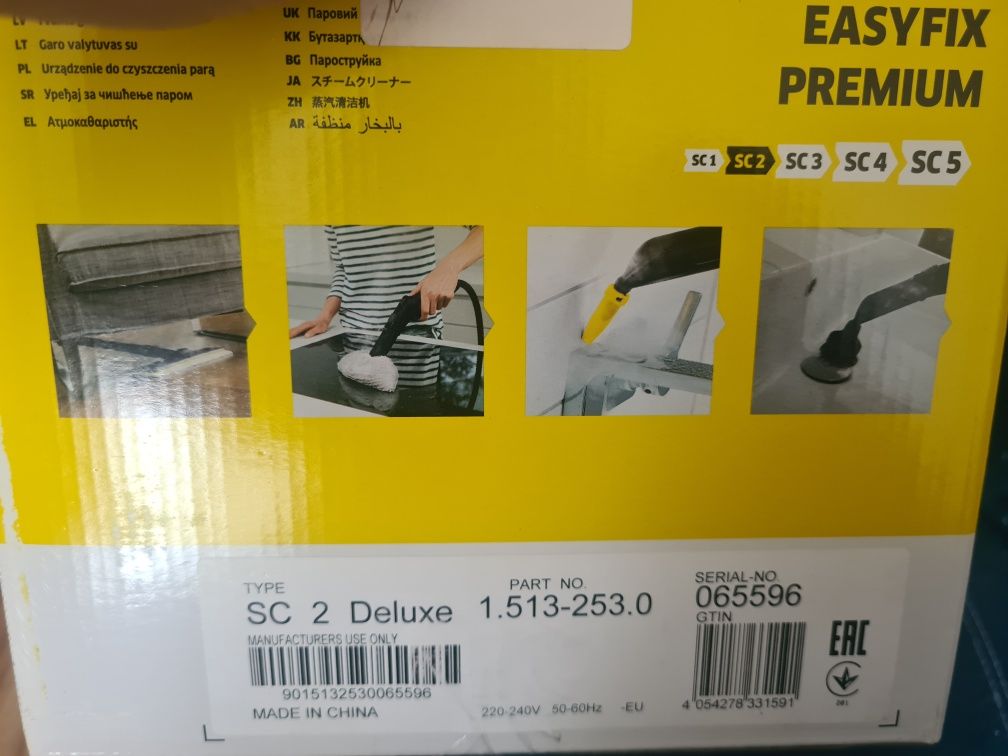 LT Garo valytuvas su
PL Urządzenie do czyszczenia parą
SR Уређај за чишћење паром
EL Ατμοκαθαριστής
UK Паровий
KK Бутазарт
BG Пароструйка
JA スチームクリーナー
ZH 蒸汽清洁机
AR بالبخار منظفة
EASYFIX
PREMIUM
SC 1 SC 2 SC 3 SC 4 SC 5
TYPE
SC 2 Deluxe
MANUFACTURERS USE ONLY
9015132530065596
MADE IN CHINA
PART NO.
1.513-253.0
220-240V 50-60Hz -EU
SERIAL-NO.
065596
GTIN
4 054278 331591
EAC